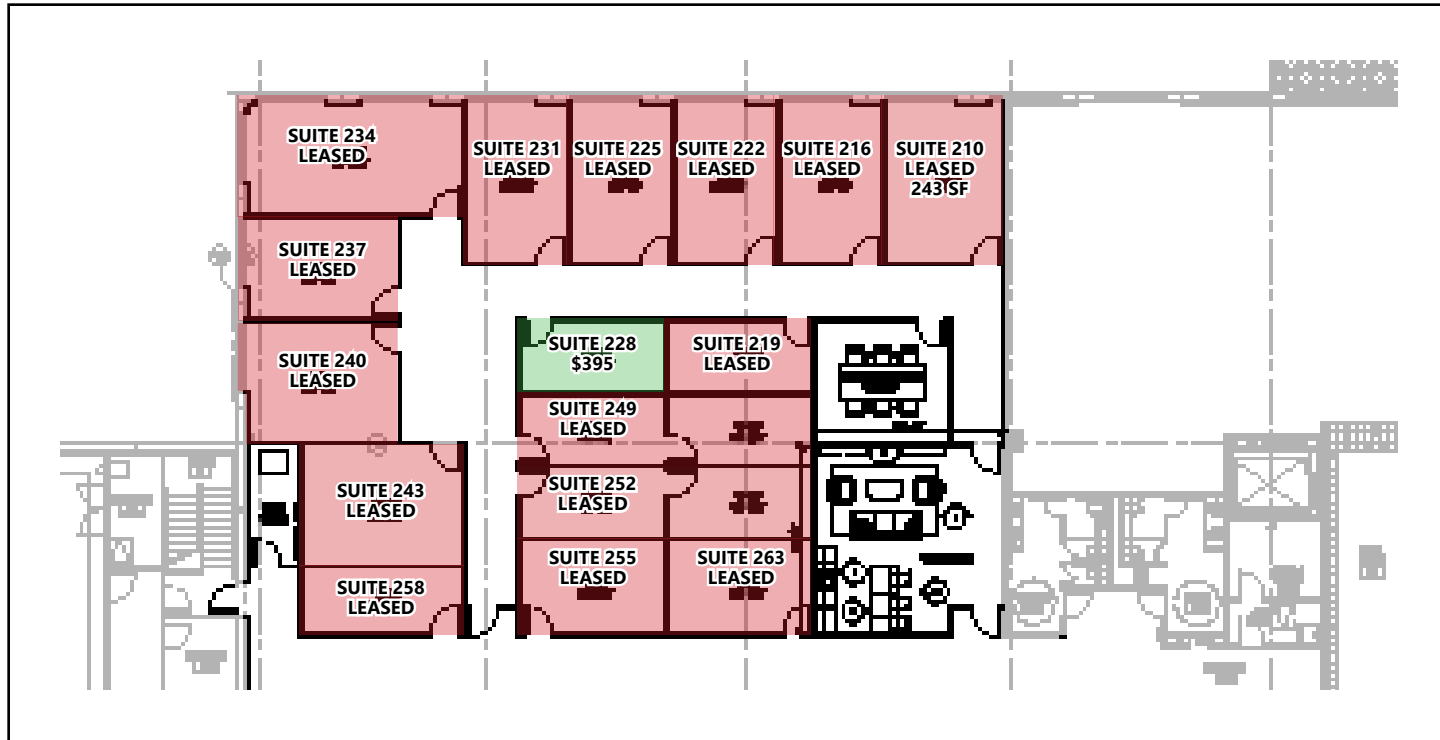 SUITE 234
LEASED
SUITE 231
LEASED
SUITE 225
LEASED
SUITE 222
LEASED
SUITE 216
LEASED
SUITE 210
LEASED
243 SF
SUITE 237
LEASED
SUITE 240
LEASED
SUITE 228
$395
SUITE 219
LEASED
SUITE 249
LEASED
SUITE 243
LEASED
SUITE 252
LEASED
SUITE 255
LEASED
SUITE 263
LEASED
SUITE 258
LEASED